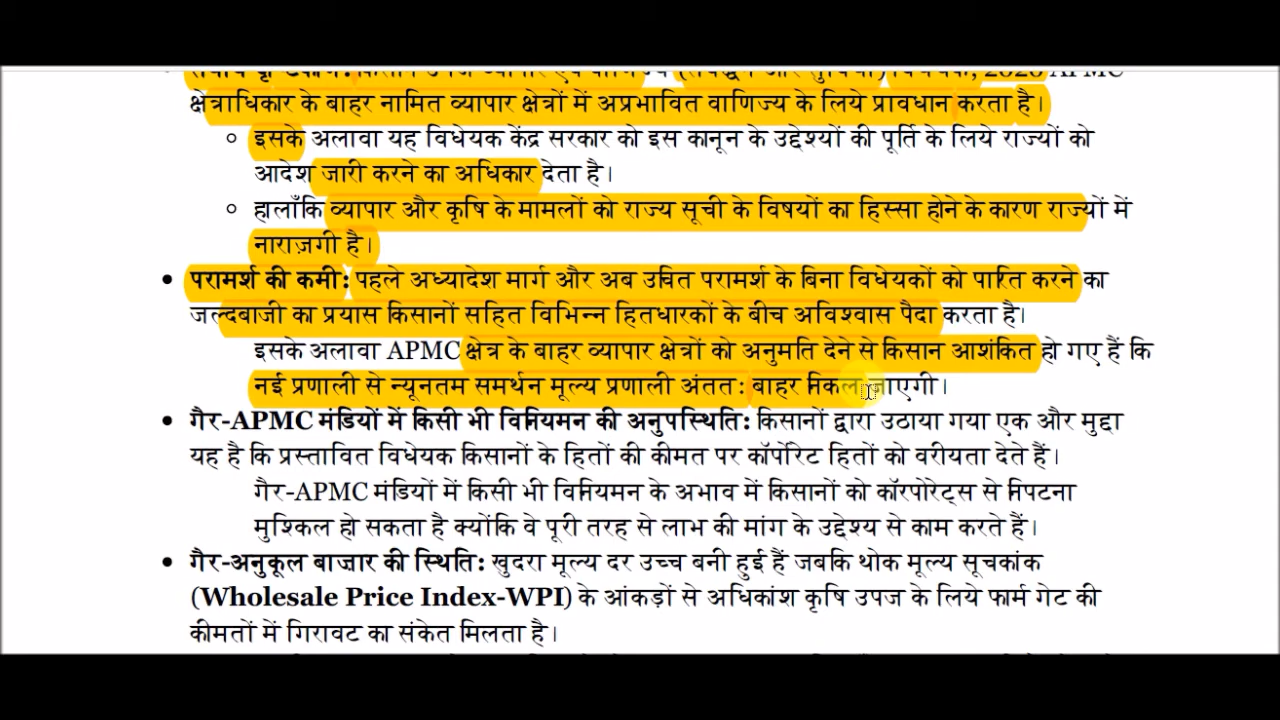 क्षेत्राधिकार के बाहर नामित व्यापार क्षेत्रों में अप्रभावित वाणिज्य के लिये प्रावधान करता है।
इसके अलावा यह विधेयक केंद्र सरकार को इस कानून के उद्देश्यों की पूर्ति के लिये राज्यों को
आदेश जारी करने का अधिकार देता है।
हालाँकि व्यापार और कृषि के मामलों को राज्य सूची के विषयों का हिस्सा होने के कारण राज्यों में
नाराज़गी है।
परामर्श की कमी: पहले अध्यादेश मार्ग और अब उचित परामर्श के बिना विधेयकों को पारित करने का
जल्दबाजी का प्रयास किसानों सहित विभिन्न हितधारकों के बीच अविश्वास पैदा करता है।
इसके अलावा APMC क्षेत्र के बाहर व्यापार क्षेत्रों को अनुमति देने से किसान आशंकित हो गए हैं कि
नई प्रणाली से न्यूनतम समर्थन मूल्य प्रणाली अंततः बाहर निकल जाएगी।
गैर-APMC मंडियों में किसी भी विनियमन की अनुपस्थिति: किसानों द्वारा उठाया गया एक और मुद्दा
यह है कि प्रस्तावित विधेयक किसानों के हितों की कीमत पर कॉर्पोरेट हितों को वरीयता देते हैं।
गैर-APMC मंडियों में किसी भी विनियमन के अभाव में किसानों को कॉरपोरेट्स से निपटना
मुश्किल हो सकता है क्योंकि वे पूरी तरह से लाभ की मांग के उद्देश्य से काम करते हैं।
गैर-अनुकूल बाजार की स्थिति: खुदरा मूल्य दर उच्च बनी हुई हैं जबकि थोक मूल्य सूचकांक
(Wholesale Price Index-WPI) के आंकड़ों से अधिकांश कृषि उपज के लिये फार्म गेट की
कीमतों में गिरावट का संकेत मिलता है।